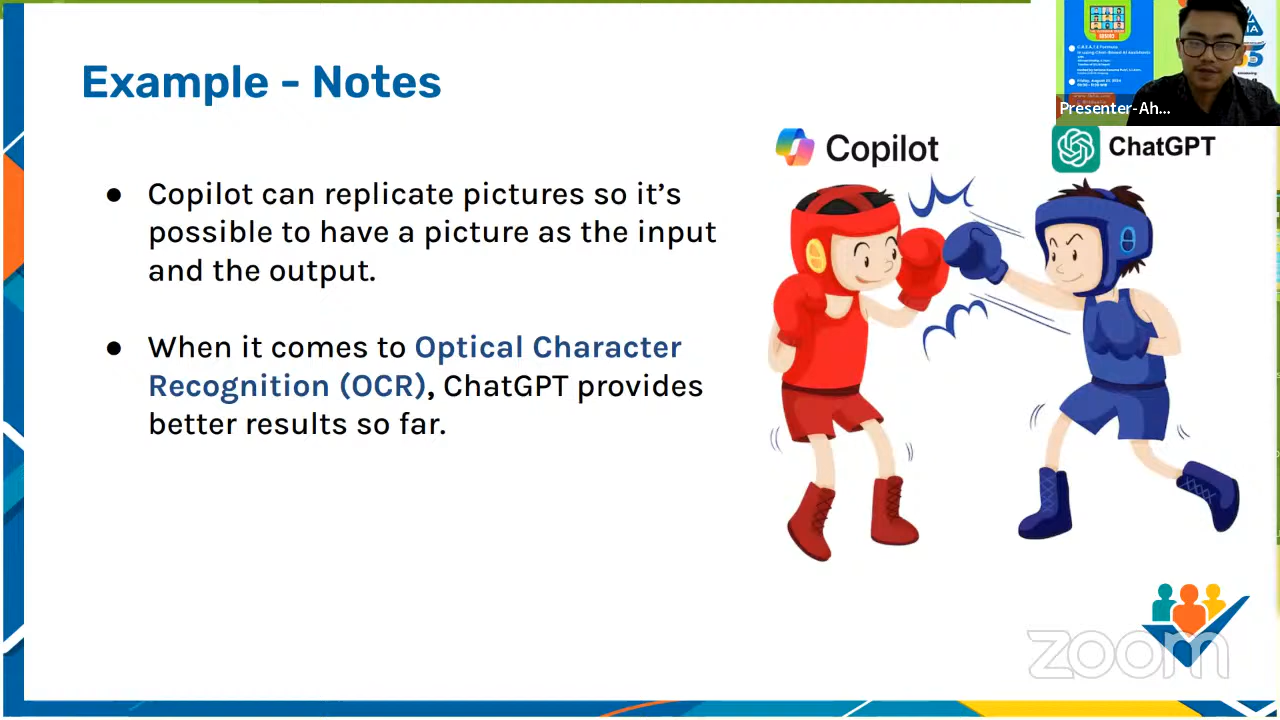 Example - Notes
● Copilot can replicate pictures so it's
possible to have a picture as the input
and the output.
● When it comes to Optical Character
Recognition (OCR), ChatGPT provides
better results so far.
Copilot
ChatGPT
Presenter-Ah...
zoom